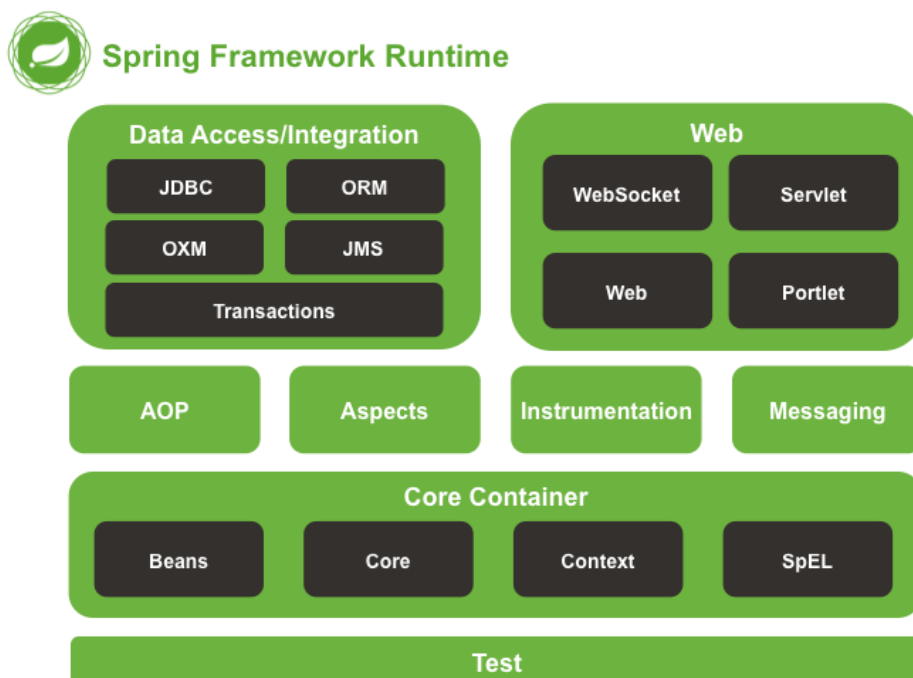 Spring Framework Runtime
Data Access/Integration
JDBC
ORM
OXM
JMS
Transactions
Web
WebSocket
Servlet
Web
Portlet
AOP
Aspects
Instrumentation
Messaging
Core Container
Beans
Core
Context
SpEL
Test